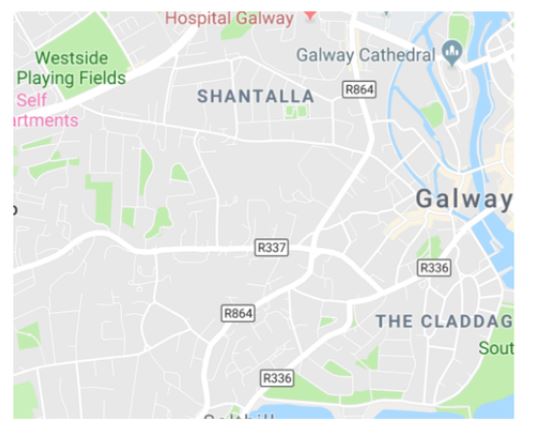 Hospital Galway
Westside
Playing Fields
Galway Cathedral
Self
artments
SHANTALLA
R864
Galway
R337
R336
R864
THE CLADDAG
Sout
R336